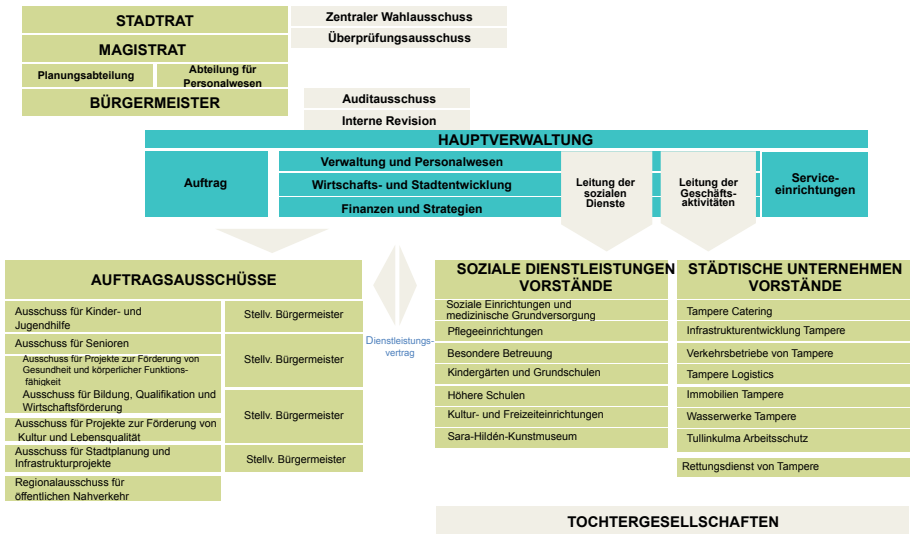 STADTRAT
Zentraler Wahlausschuss
Überprüfungsausschuss
MAGISTRAT
Planungsabteilung
Abteilung für
Personalwesen
BÜRGERMEISTER
Auditausschuss
Interne Revision
HAUPTVERWALTUNG
Auftrag
Verwaltung und Personalwesen
Wirtschafts- und Stadtentwicklung
Finanzen und Strategien
Leitung der
sozialen
Dienste
Leitung der
Geschäfts-
aktivitäten
Service-
einrichtungen
AUFTRAGSAUSSCHÜSSE
Ausschuss für Kinder- und
Jugendhilfe
Stellv. Bürgermeister
Ausschuss für Senioren
Ausschuss für Projekte zur Förderung von
Gesundheit und körperlicher Funktions-
fähigkeit
Stellv. Bürgermeister
Ausschuss für Bildung, Qualifikation und
Wirtschaftsförderung
Ausschuss für Projekte zur Förderung von
Kultur und Lebensqualität
Stellv. Bürgermeister
Ausschuss für Stadtplanung und
Infrastrukturprojekte
Stellv. Bürgermeister
Regionalausschuss für
öffentlichen Nahverkehr
Dienstleistungs-
vertrag
SOZIALE DIENSTLEISTUNGEN
VORSTÄNDE
Soziale Einrichtungen und
medizinische Grundversorgung
Pflegeeinrichtungen
Besondere Betreuung
Kindergärten und Grundschulen
Höhere Schulen
Kultur- und Freizeiteinrichtungen
Sara-Hildén-Kunstmuseum
STÄDTISCHE UNTERNEHMEN
VORSTÄNDE
Tampere Catering
Infrastrukturentwicklung Tampere
Verkehrsbetriebe von Tampere
Tampere Logistics
Immobilien Tampere
Wasserwerke Tampere
Tullinkulma Arbeitsschutz
Rettungsdienst von Tampere
TOCHTERGESELLSCHAFTEN